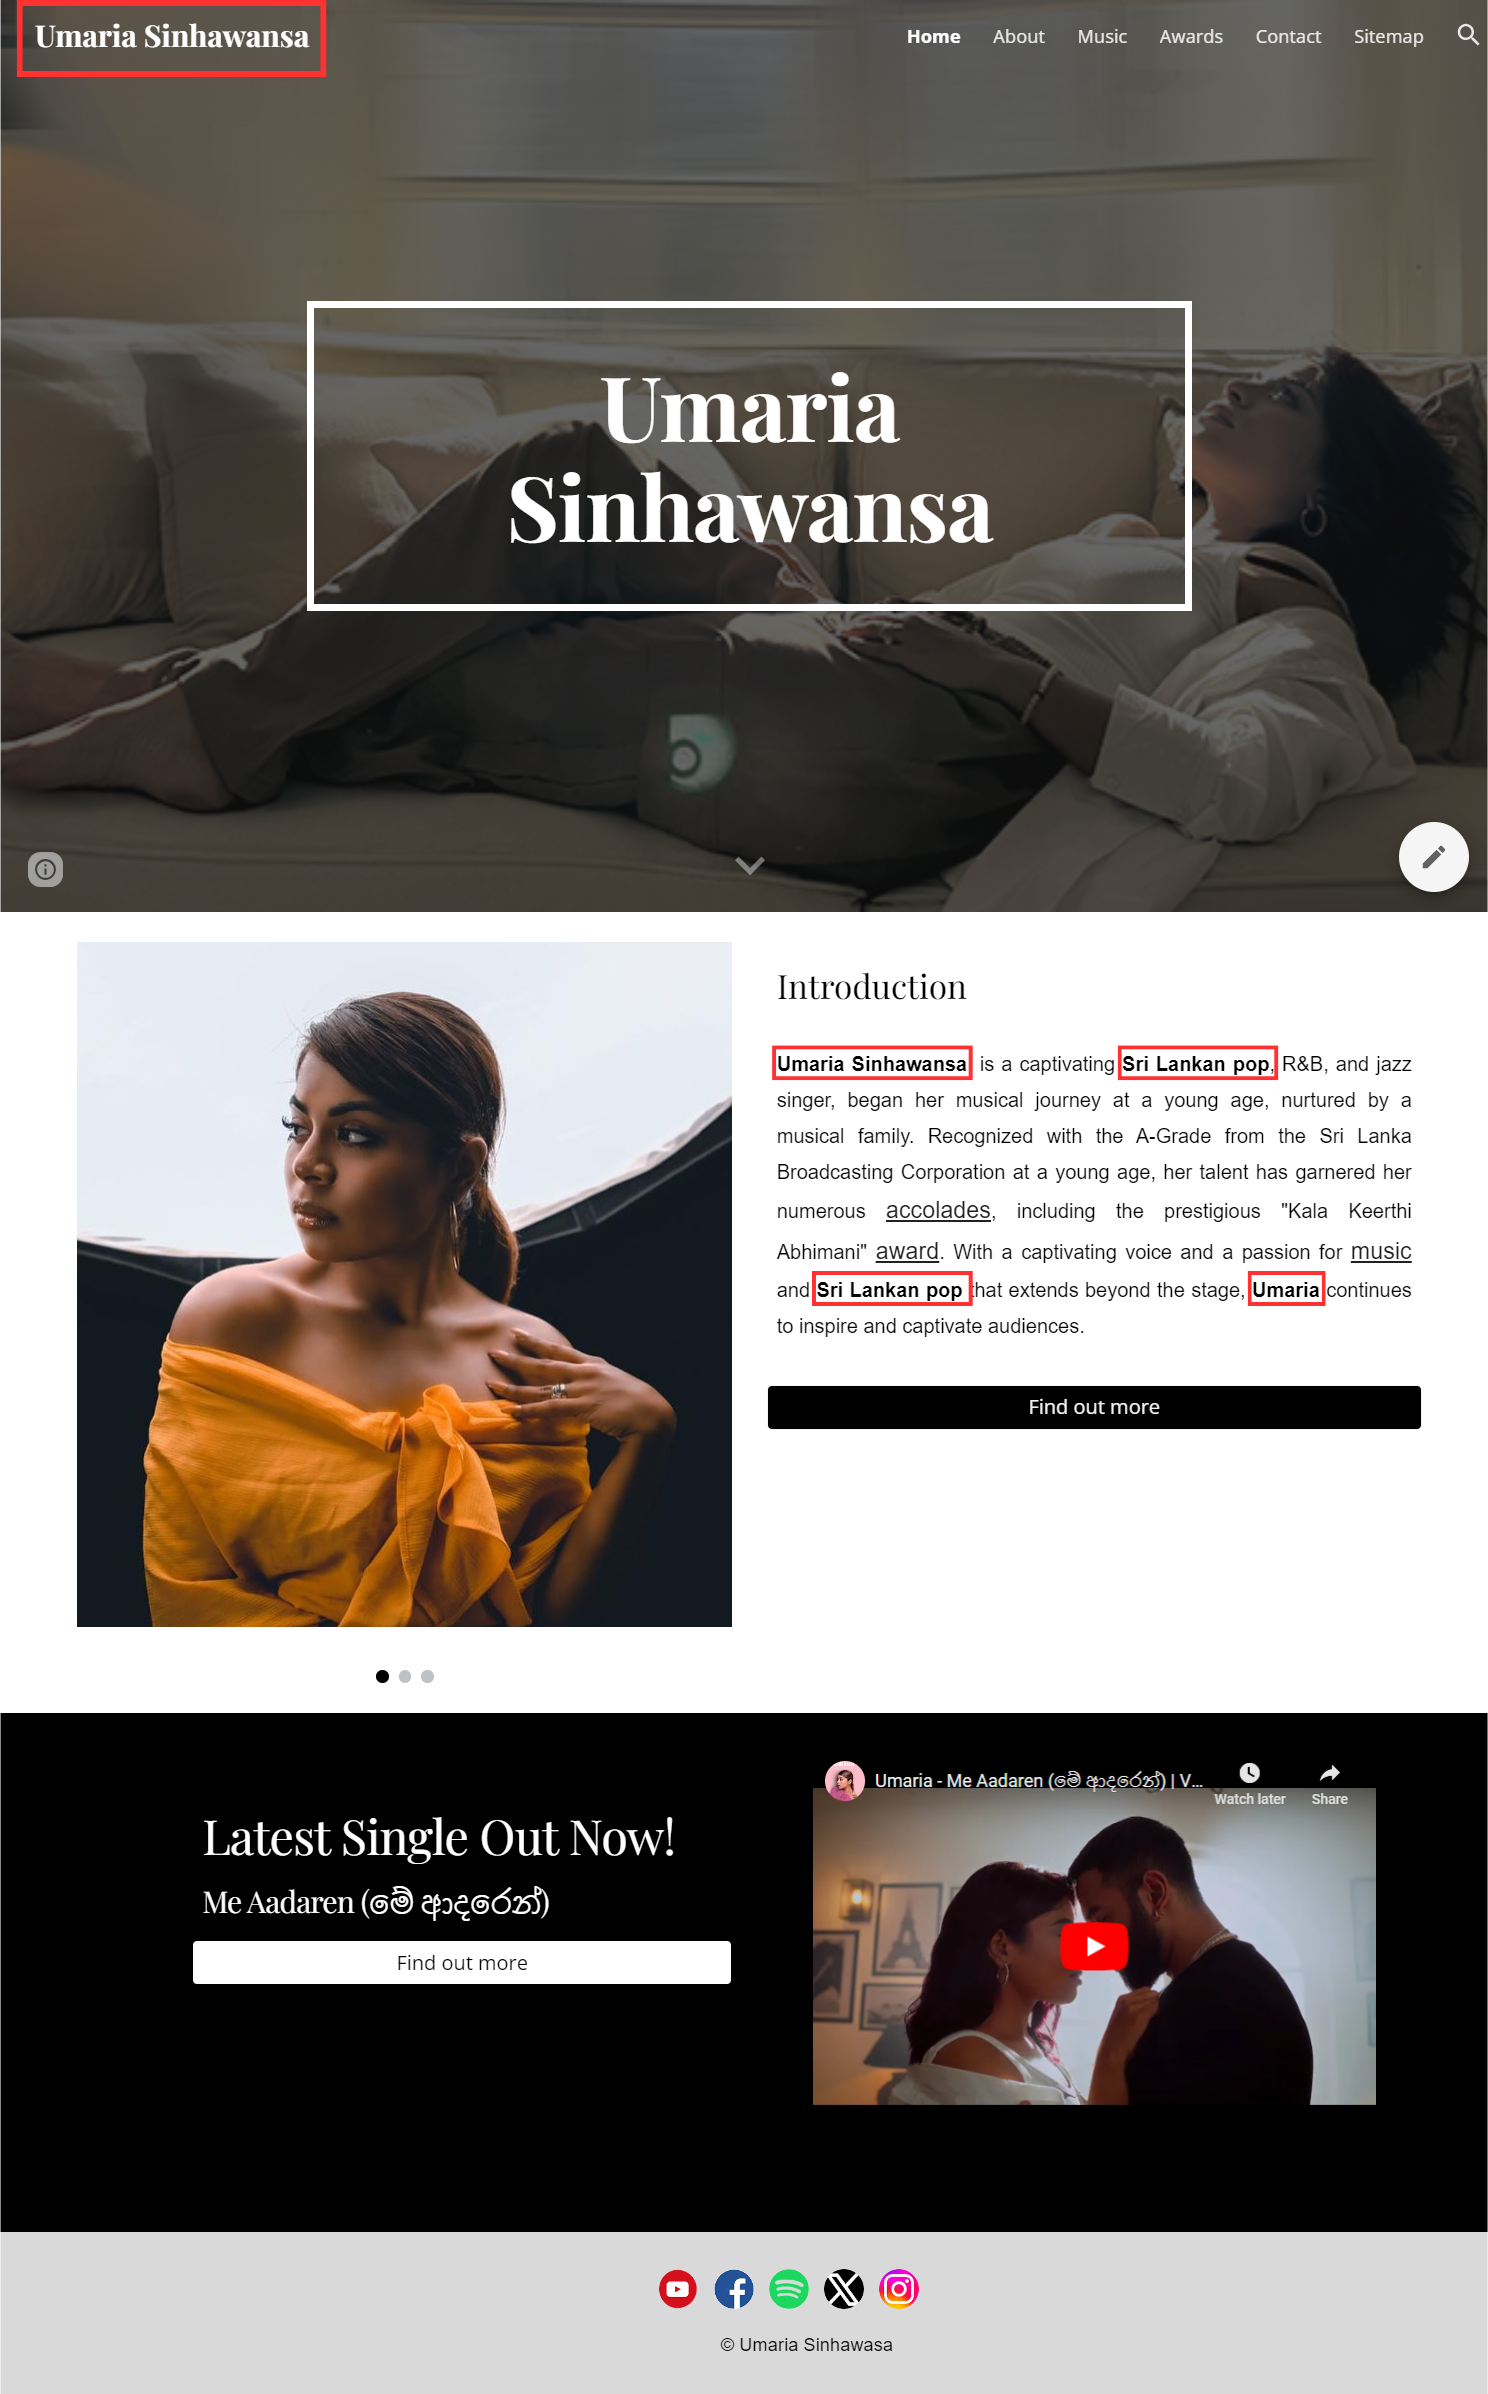 Umaria Sinhawansa
Home About Music Awards Contact Sitemap
Umaria
Sinhawansa
Introduction
Umaria Sinhawansa is a captivating Sri Lankan pop, R&B, and jazz
singer, began her musical journey at a young age, nurtured by a
musical family. Recognized with the A-Grade from the Sri Lanka
Broadcasting Corporation at a young age, her talent has garnered her
numerous accolades, including the prestigious "Kala Keerthi
Abhimani" award. With a captivating voice and a passion for music
and Sri Lankan pop that extends beyond the stage, Umaria continues
to inspire and captivate audiences.
Find out more
Umaria - Me Aadaren (මේ ආදරෙන්) | V...
Watch later
Share
Latest Single Out Now!
Me Aadaren (මේ ආදරෙන්)
Find out more
© Umaria Sinhawasa